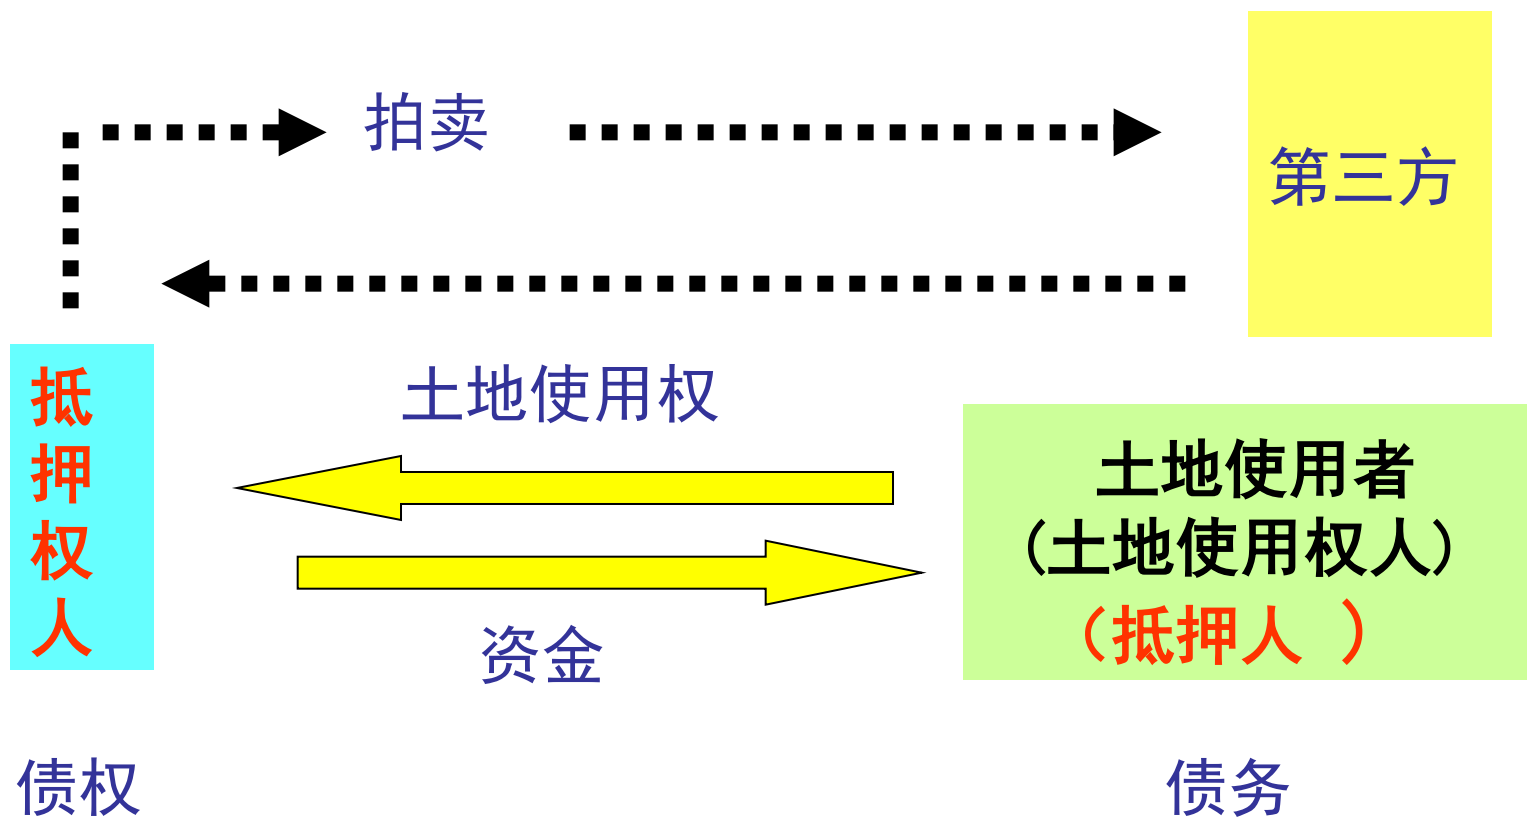 拍卖
第三方
抵
押
权
人
土地使用权
土地使用者
(土地使用权人)
（抵押人 ）
资金
债权
债务